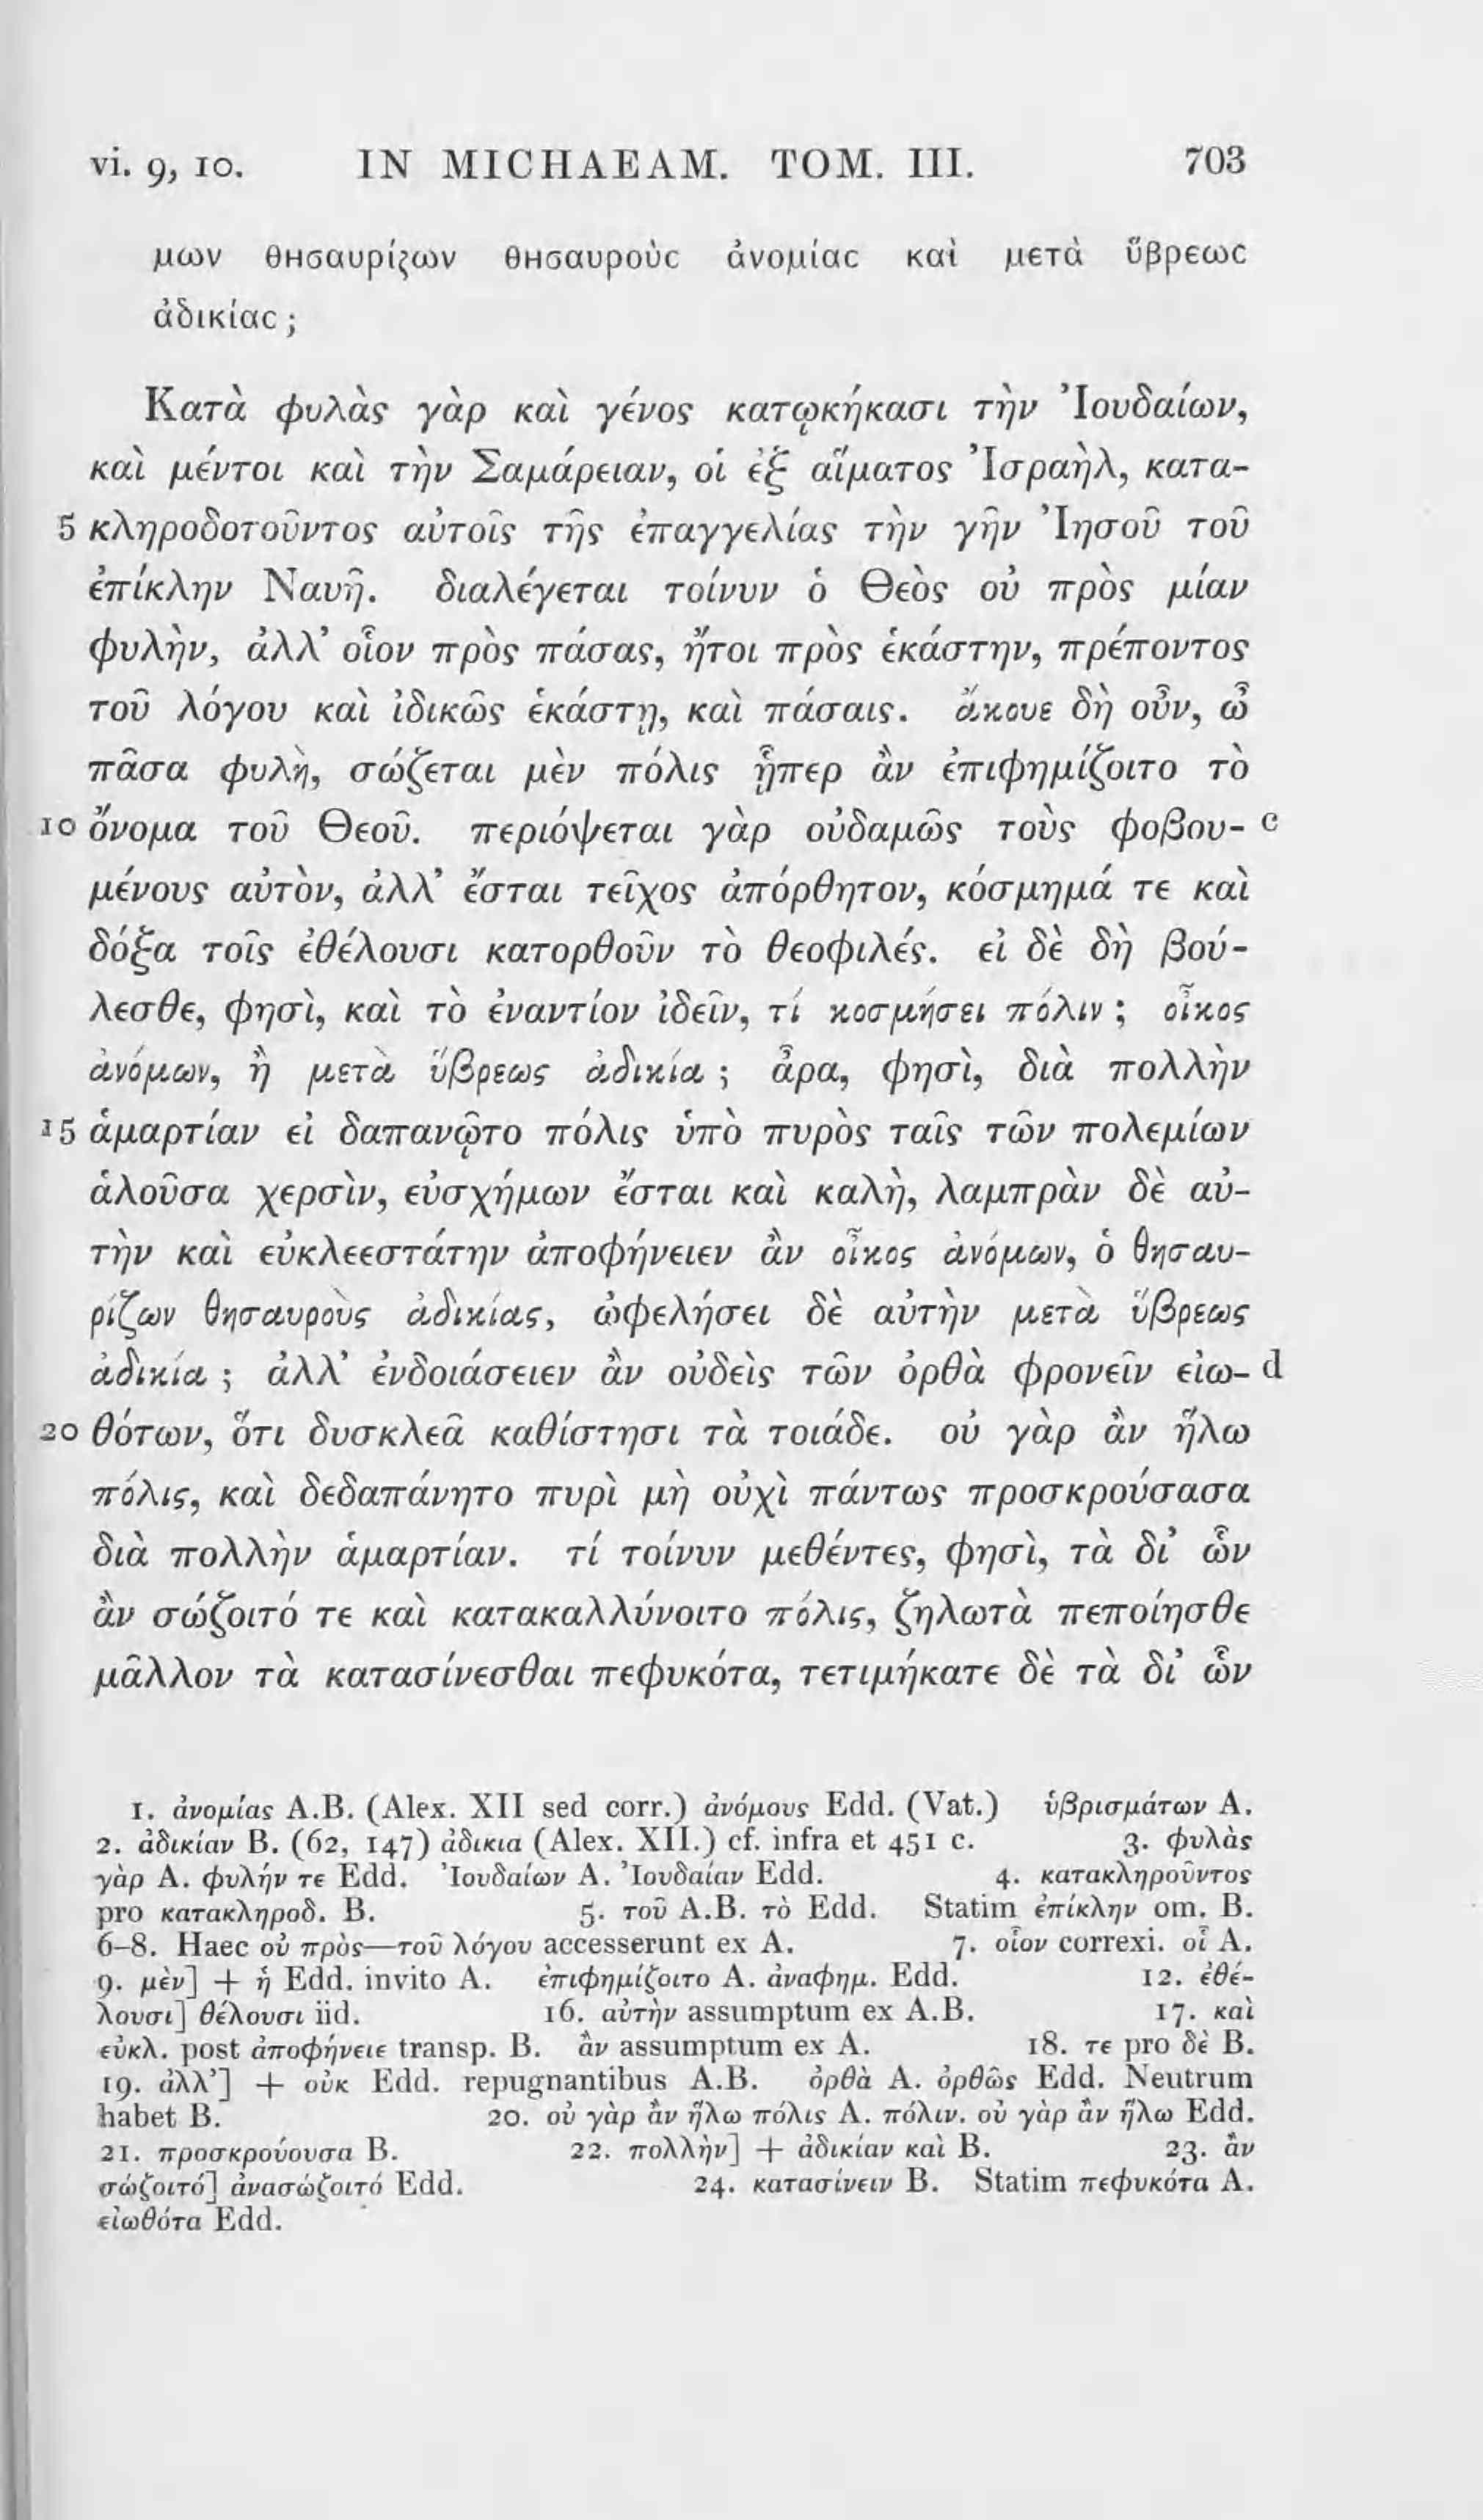 vi. 9, 10. IN MICHAEAM. TOM. III. 703
μων θησαυρίζων θησαυροὺς ἀνομίας καὶ μετὰ ὕβρεως
ἀδικίας ;
Κατὰ φυλὰς γὰρ καὶ γένος κατῳκήκασι τὴν Ἰουδαίων,
καὶ μέντοι καὶ τὴν Σαμάρειαν, οἱ ἐξ αἵματος Ἰσραὴλ, κατα-
5 κληροδοτοῦντος αὐτοῖς τῆς ἐπαγγελίας τὴν γῆν Ἰησοῦ τοῦ
ἐπίκλην Ναυῆ. διαλέγεται τοίνυν ὁ Θεὸς οὐ πρὸς μίαν
φυλὴν, ἀλλ’ οἷον πρὸς πάσας, ἤτοι πρὸς ἑκάστην, πρέποντος
τοῦ λόγου καὶ ἰδικῶς ἑκάστῃ, καὶ πάσαις. ἄκουε δὴ οὖν, ὦ
πᾶσα φυλὴ, σώζεται μὲν πόλις ᾗπερ ἂν ἐπιφημίζοιτο τὸ
10 ὄνομα τοῦ Θεοῦ. περιόψεται γὰρ οὐδαμῶς τοὺς φοβου- c
μένους αὐτὸν, ἀλλ’ ἔσται τεῖχος ἀπόρθητον, κόσμημά τε καὶ
δόξα τοῖς ἐθέλουσι κατορθοῦν τὸ θεοφιλές. εἰ δὲ δὴ βού-
λεσθε, φησὶ, καὶ τὸ ἐναντίον ἰδεῖν, τί κοσμήσει πόλιν ; οἶκος
ἀνόμων, ἢ μετὰ ὕβρεως ἀδικία ; ἆρα, φησὶ, διὰ πολλὴν
15 ἁμαρτίαν εἰ δαπανῷτο πόλις ὑπὸ πυρὸς ταῖς τῶν πολεμίων
ἁλοῦσα χερσὶν, εὐσχήμων ἔσται καὶ καλὴ, λαμπρὰν δὲ αὐ-
τὴν καὶ εὐκλεεστάτην ἀποφήνειεν ἂν οἶκος ἀνόμων, ὁ θησαυ-
ρίζων θησαυροὺς ἀδικίας, ὠφελήσει δὲ αὐτὴν μετὰ ὕβρεως
ἀδικία ; ἀλλ’ ἐνδοιάσειεν ἂν οὐδεὶς τῶν ὀρθὰ φρονεῖν εἰω- d
20 θότων, ὅτι δυσκλεᾶ καθίστησι τὰ τοιάδε. οὐ γὰρ ἂν ἥλω
πόλις, καὶ δεδαπάνητο πυρὶ μὴ οὐχὶ πάντως προσκρούσασα
διὰ πολλὴν ἁμαρτίαν. τί τοίνυν μεθέντες, φησὶ, τὰ δι’ ὧν
ἂν σώζοιτό τε καὶ κατακαλλύνοιτο πόλις, ζηλωτὰ πεποίησθε
μᾶλλον τὰ κατασίνεσθαι πεφυκότα, τετιμήκατε δὲ τὰ δι’ ὧν
1. ἀνομίας A.B. (Alex. XII sed corr.) ἀνόμους Edd. (Vat.) ὑβρισμάτων A.
2. ἀδικίαν B. (62, 147) ἀδικια (Alex. XII.) cf. infra et 451 c. 3. φυλὰς
γὰρ A. φυλήν τε Edd. Ἰουδαίων A. Ἰουδαίαν Edd. 4. κατακληροῦντος
pro κατακληροδ. B. 5. τοῦ A.B. τὸ Edd. Statim ἐπίκλην om. B.
6–8. Haec οὐ πρὸς—τοῦ λόγου accesserunt ex A. 7. οἷον correxi. οἷ A.
9. μὲν] + ἡ Edd. invito A. ἐπιφημίζοιτο A. ἀναφημ. Edd. 12. ἐθέ-
λουσι] θέλουσι iid. 16. αὐτὴν assumptum ex A.B. 17. καὶ
εὐκλ. post ἀποφήνειε transp. B. ἂν assumptum ex A. 18. τε pro δὲ B.
19. ἀλλ’] + οὐκ Edd. repugnantibus A.B. ὀρθὰ A. ὀρθῶς Edd. Neutrum
habet B. 20. οὐ γὰρ ἂν ἥλω πόλις A. πόλιν. οὐ γὰρ ἂν ἥλω Edd.
21. προσκρούουσα B. 22. πολλὴν] + ἀδικίαν καὶ B. 23. ἂν
σώζοιτό] ἀνασώζοιτό Edd. 24. κατασίνειν B. Statim πεφυκότα A.
εἰωθότα Edd.